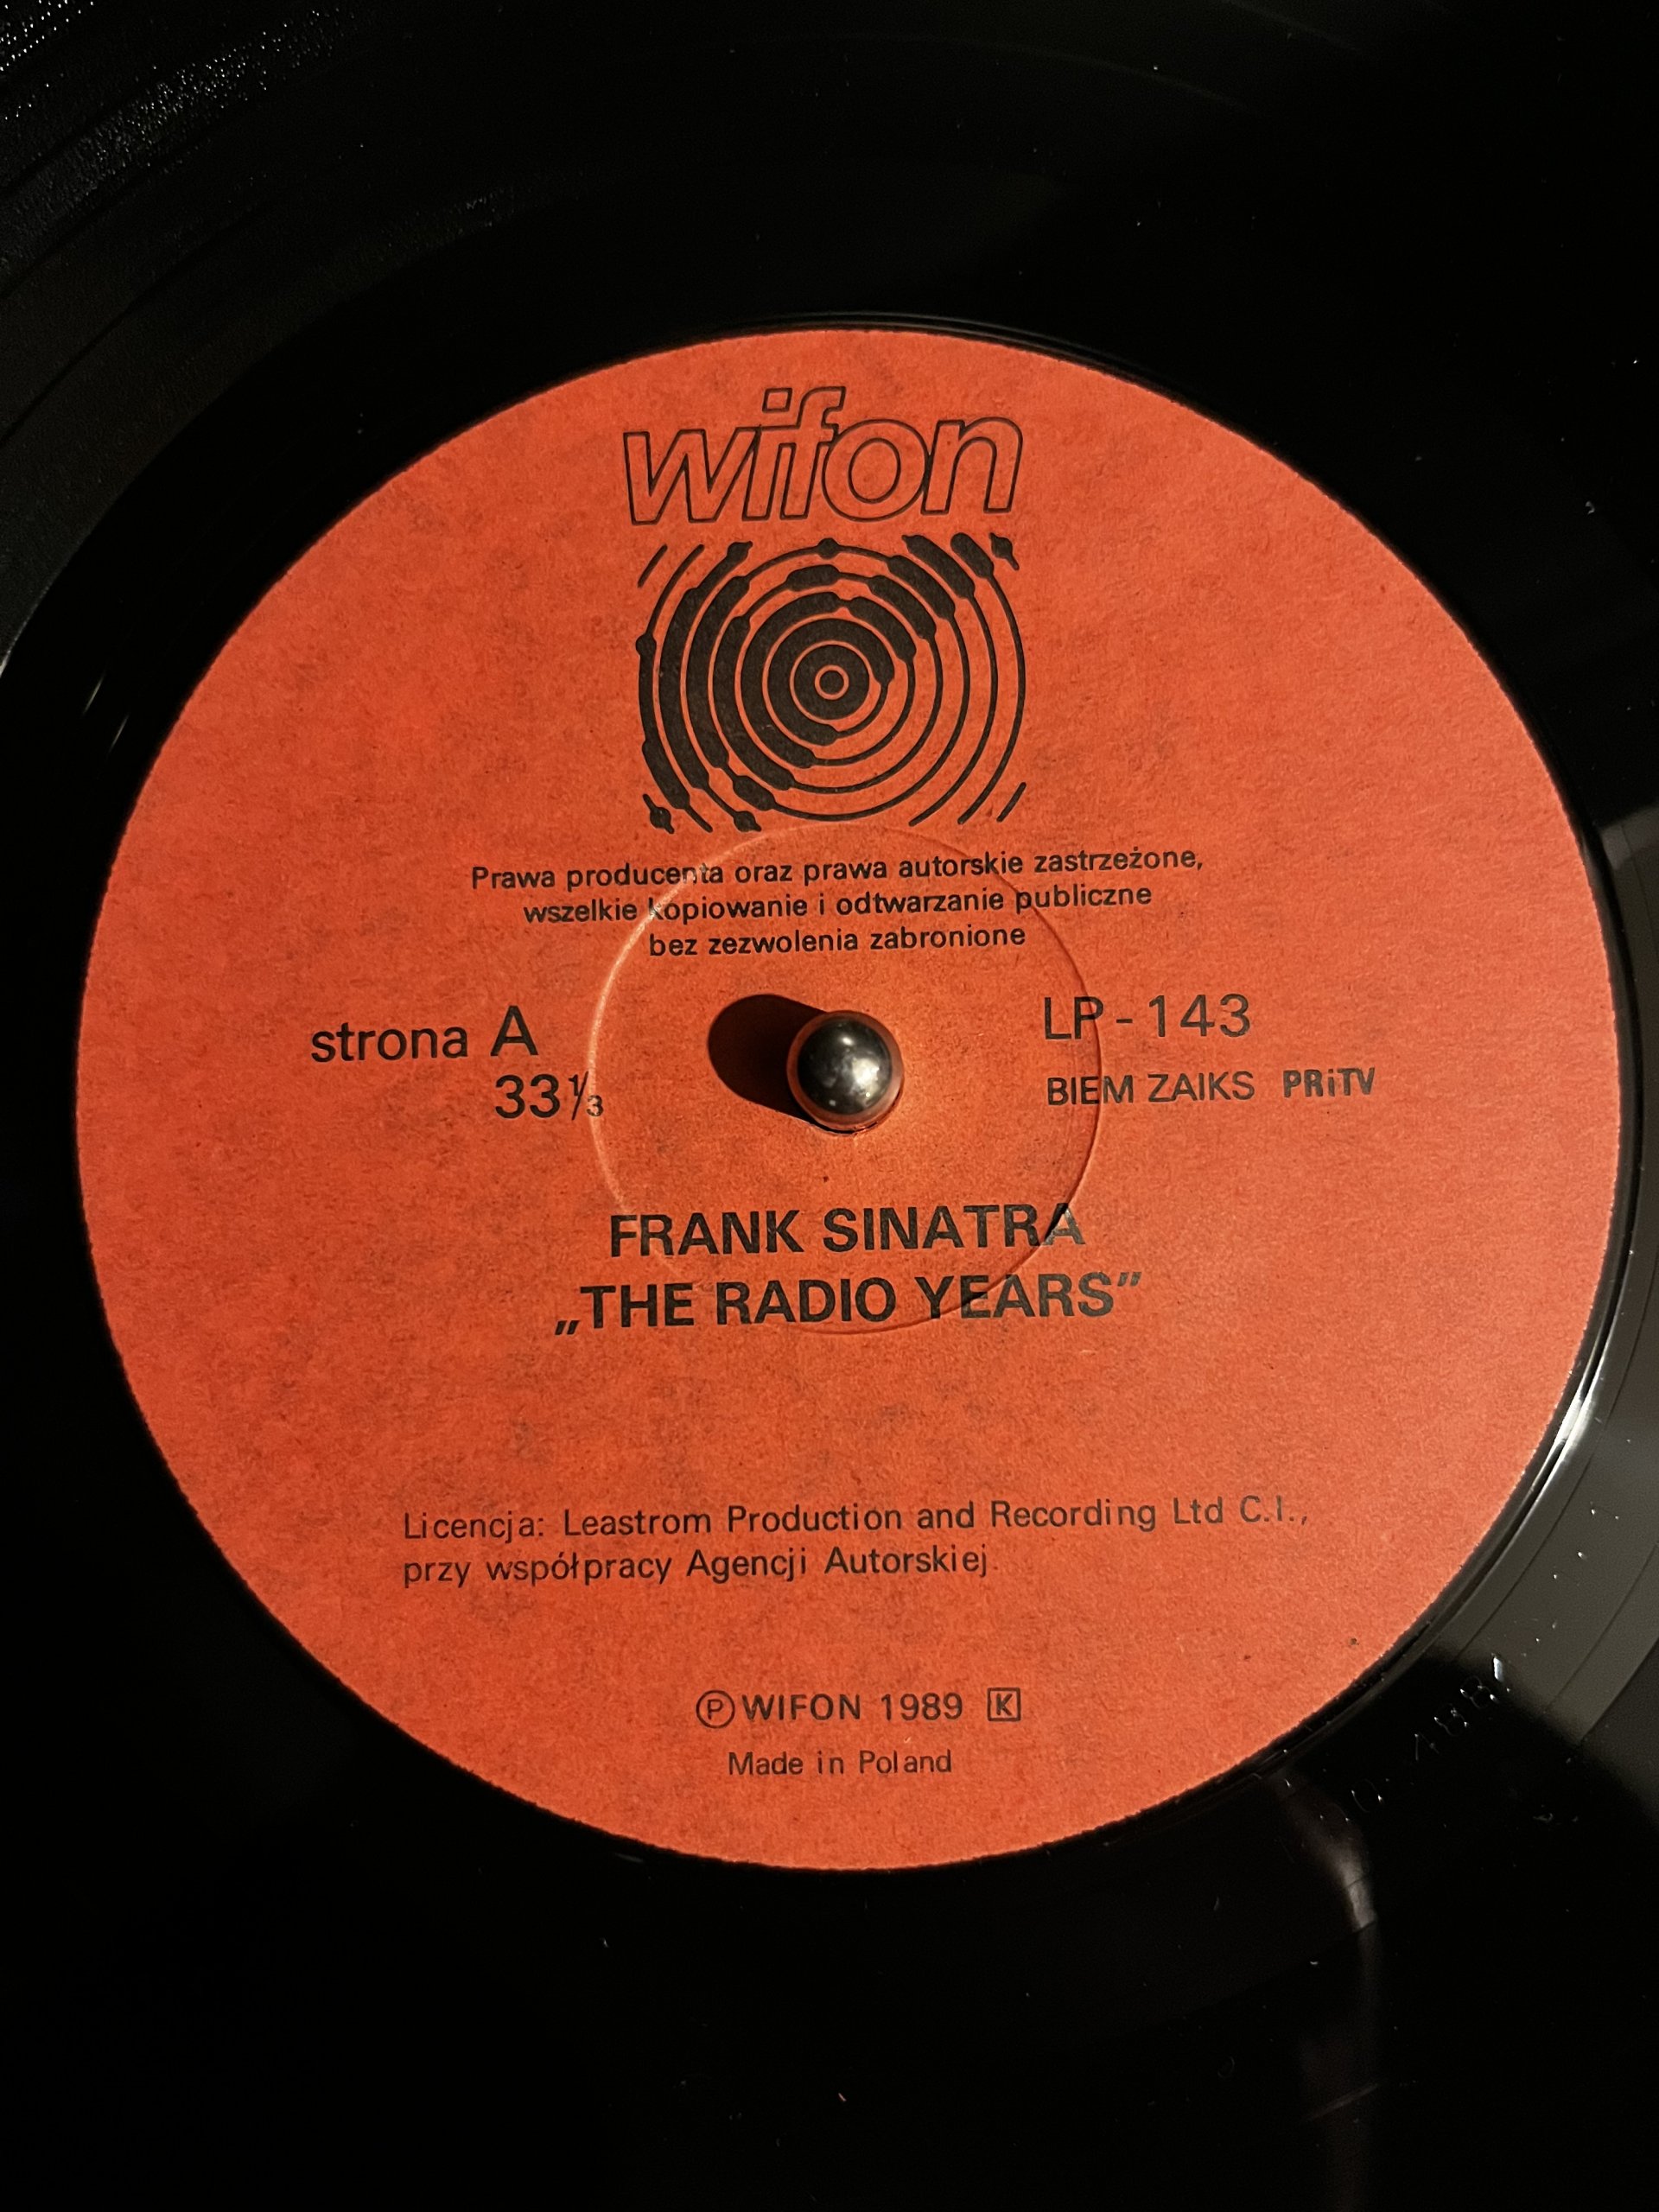 wifon
Prawa producenta oraz prawa autorskie zastrzeżone,
wszelkie kopiowanie i odtwarzanie publiczne
bez zezwolenia zabronione
strona A
33⅓
LP-143
BIEM ZAIKS PRiTV
FRANK SINATRA
„THE RADIO YEARS”
Licencja: Leastrom Production and Recording Ltd C.I.,
przy współpracy Agencji Autorskiej.
Ⓟ WIFON 1989 K
Made in Poland